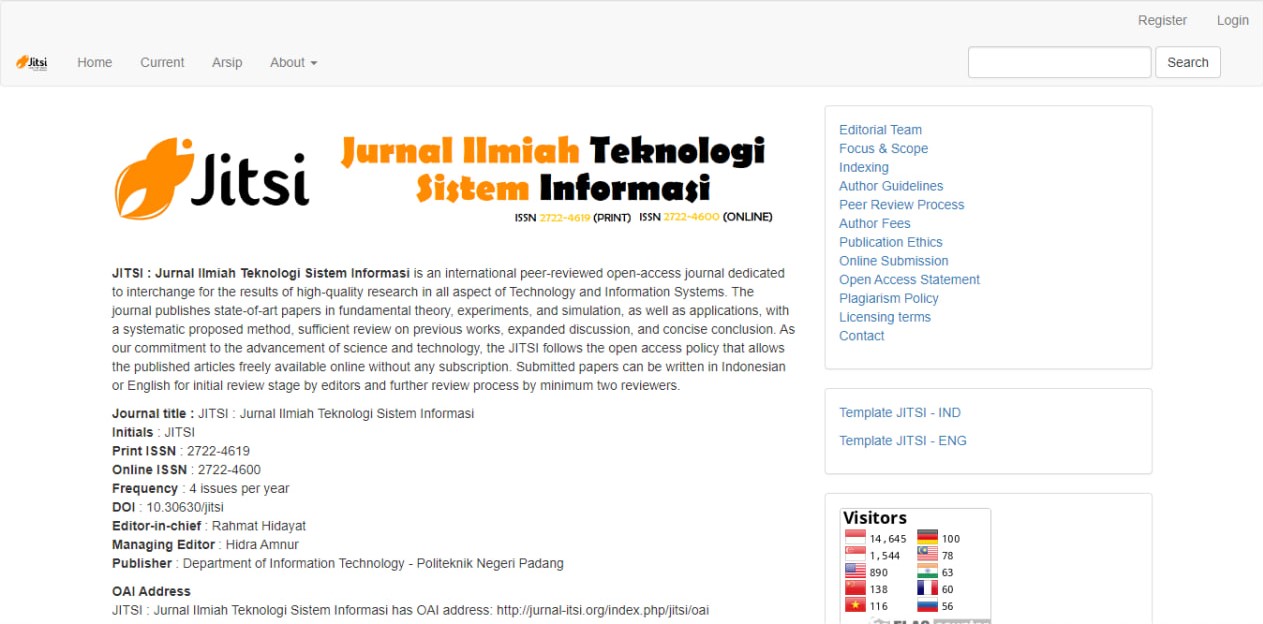 Register Login
Jitsi Home Current Arsip About Search
Jitsi
Jurnal Ilmiah Teknologi
Sistem Informasi
ISSN 2722-4619 (PRINT) ISSN 2722-4600 (ONLINE)
JITSI : Jurnal Ilmiah Teknologi Sistem Informasi is an international peer-reviewed open-access journal dedicated
to interchange for the results of high-quality research in all aspect of Technology and Information Systems. The
journal publishes state-of-art papers in fundamental theory, experiments, and simulation, as well as applications, with
a systematic proposed method, sufficient review on previous works, expanded discussion, and concise conclusion. As
our commitment to the advancement of science and technology, the JITSI follows the open access policy that allows
the published articles freely available online without any subscription. Submitted papers can be written in Indonesian
or English for initial review stage by editors and further review process by minimum two reviewers.
Journal title : JITSI : Jurnal Ilmiah Teknologi Sistem Informasi
Initials : JITSI
Print ISSN : 2722-4619
Online ISSN : 2722-4600
Frequency : 4 issues per year
DOI : 10.30630/jitsi
Editor-in-chief : Rahmat Hidayat
Managing Editor : Hidra Amnur
Publisher : Department of Information Technology - Politeknik Negeri Padang
OAI Address
JITSI : Jurnal Ilmiah Teknologi Sistem Informasi has OAI address: http://jurnal-itsi.org/index.php/jitsi/oai
Editorial Team
Focus & Scope
Indexing
Author Guidelines
Peer Review Process
Author Fees
Publication Ethics
Online Submission
Open Access Statement
Plagiarism Policy
Licensing terms
Contact
Template JITSI - IND
Template JITSI - ENG
Visitors
14,645 100
1,544 78
890 63
138 60
116 56